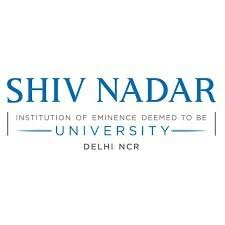 SHIV NADAR
INSTITUTION OF EMINENCE DEEMED TO BE
UNIVERSITY
DELHI NCR